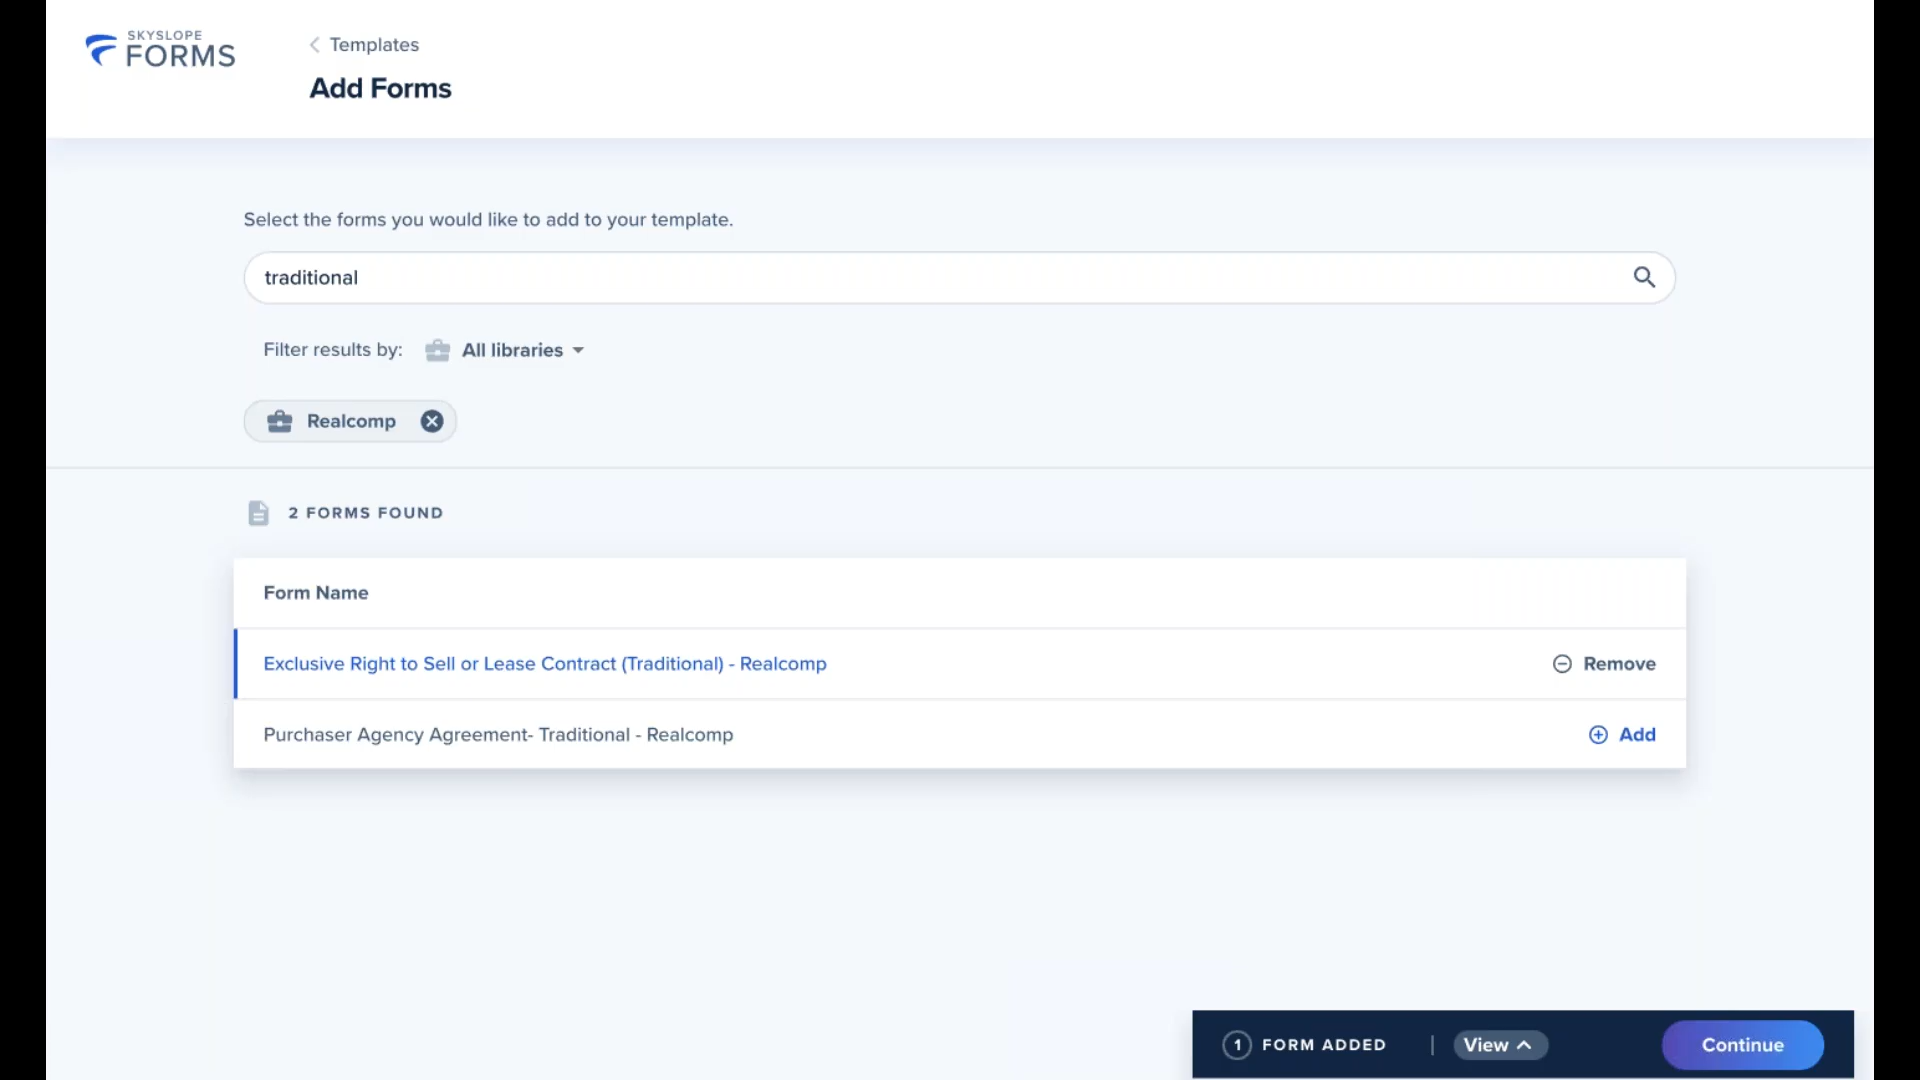 SKYSLOPE
FORMS
Templates
Add Forms
Select the forms you would like to add to your template.
traditional
Filter results by: All libraries
Realcomp
2 FORMS FOUND
Form Name
Exclusive Right to Sell or Lease Contract (Traditional) - Realcomp Remove
Purchaser Agency Agreement- Traditional - Realcomp Add
1 FORM ADDED | View Continue